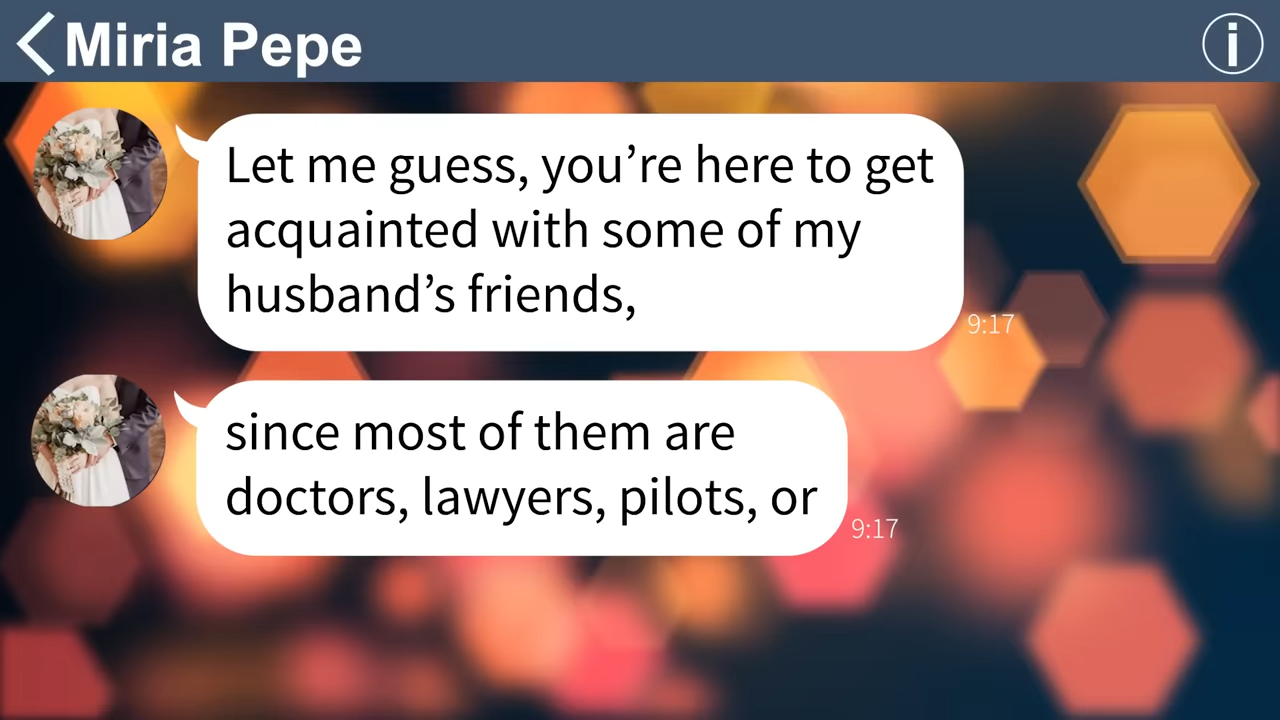 Miria Pepe
Let me guess, you’re here to get
acquainted with some of my
husband’s friends,
9:17
since most of them are
doctors, lawyers, pilots, or
9:17